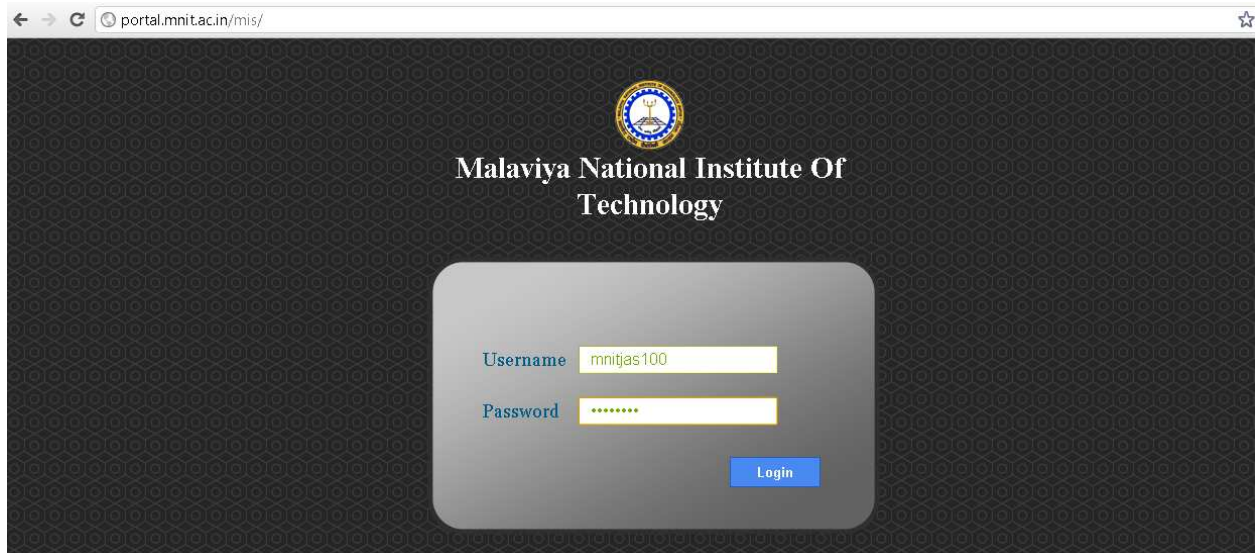 portal.mnit.ac.in/mis/
Malaviya National Institute Of
Technology
Username mnitjas100
Password ••••••••
Login